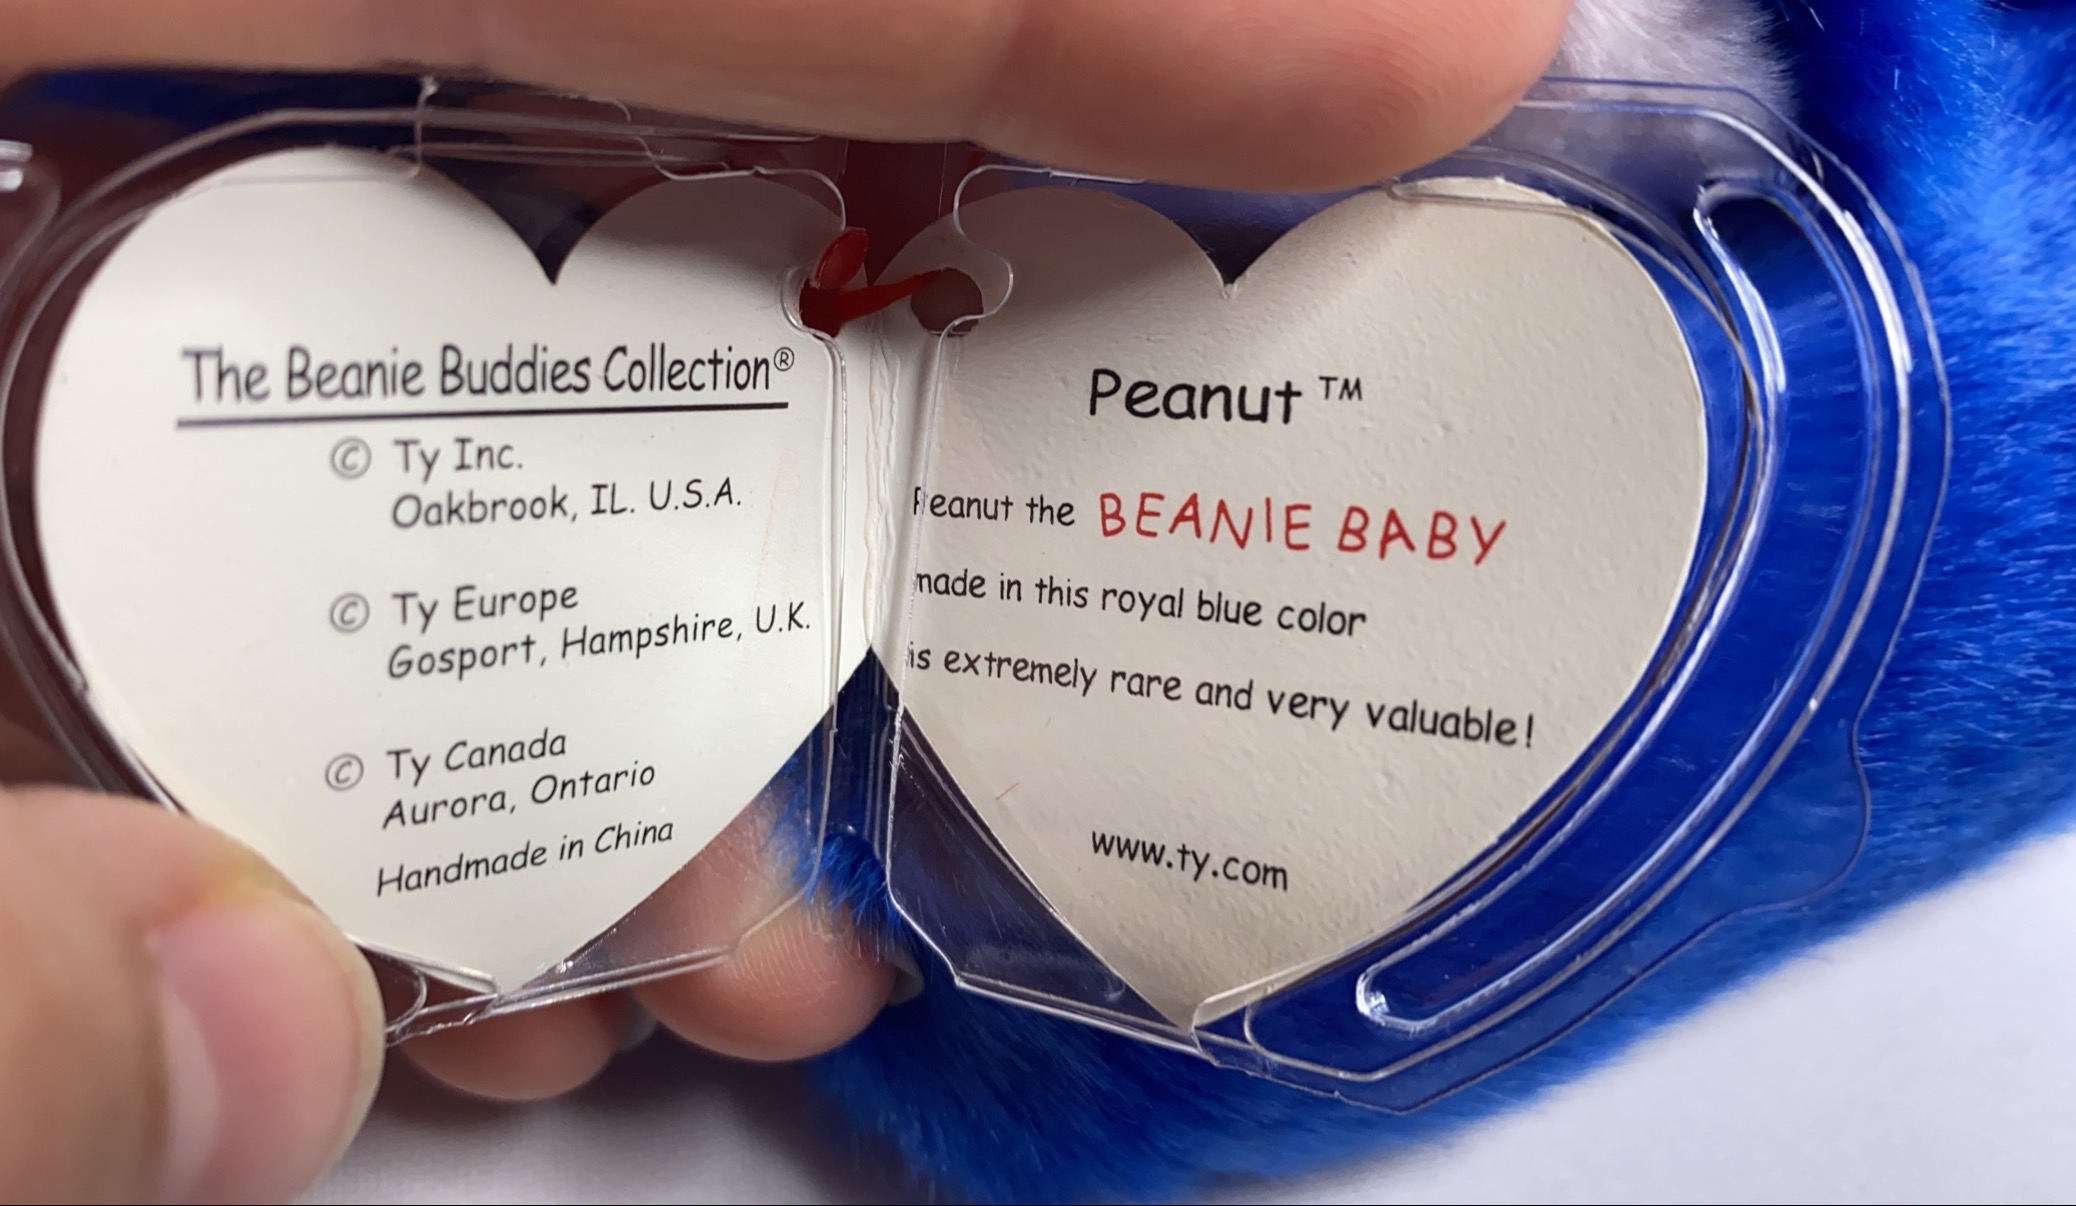 The Beanie Buddies Collection®
© Ty Inc.
Oakbrook, IL. U.S.A.
© Ty Europe
Gosport, Hampshire, U.K.
© Ty Canada
Aurora, Ontario
Handmade in China
Peanut ™
Peanut the BEANIE BABY
made in this royal blue color
is extremely rare and very valuable!
www.ty.com